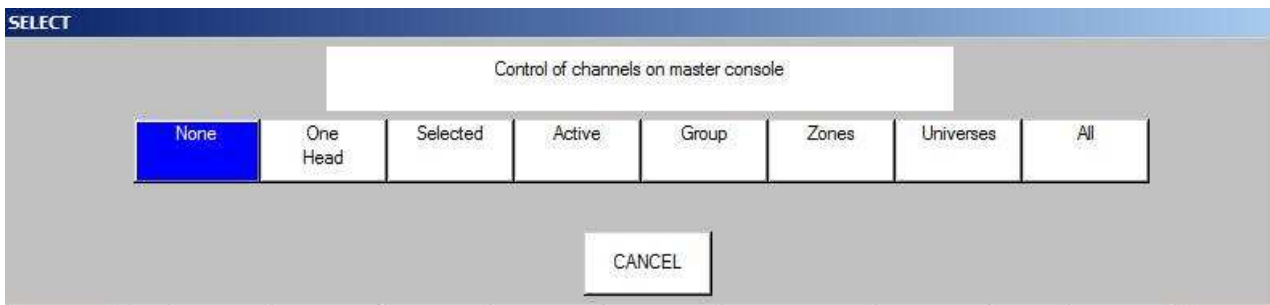 SELECT
Control of channels on master console
None
One
Head
Selected
Active
Group
Zones
Universes
All
CANCEL